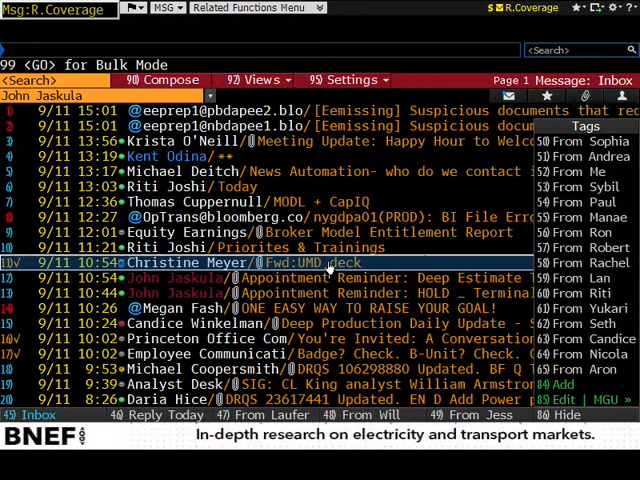 Msg:R.Coverage MSG Related Functions Menu $ R.Coverage
<Search>
99 <GO> for Bulk Mode
<Search> 90) Compose 92) Views 95) Settings Page 1 Message: Inbox
John Jaskula
1) 9/11 15:01 @eeprep1@pbdapee2.blo/ [Eemissing] Suspicious documents that rec
2) 9/11 15:01 @eeprep1@nbdapee1.blo/ [Eemissing] Suspicious documents
3) 9/11 13:56 Krista O'Neill/ Meeting Update: Happy Hour to Welco
4) 9/11 13:19 Kent Odina/ **
5) 9/11 13:17 Michael Deitch/ News Automation- who do we contact i
6) 9/11 13:03 Riti Joshi/ Today
7) 9/11 12:36 Thomas Cuppernull/ MODL + CapIQ
8) 9/11 12:27 @OpTrans@bloomberg.co/ nygdpa01(PROD): BI File Erro
9) 9/11 11:01 Equity Earnings/ Broker Model Entitlement Report
10) 9/11 11:01 Riti Joshi/ Priorites & Trainings
11) 9/11 10:54 Christine Meyer/ Fwd:UMD deck
12) 9/11 10:54 John Jaskula/ Appointment Reminder: Deep Estimate T
13) 9/11 10:44 John Jaskula/ Appointment Reminder: HOLD _ Termina
14) 9/11 10:26 @Megan Fash/ ONE EASY WAY TO RAISE YOUR GOAL!
15) 9/11 10:24 Candice Winkelman/ Deep Production Daily Update - S
16) 9/11 10:02 Princeton Office Com/ You're Invited: A Conversatio
17) 9/11 10:02 Employee Communicati/ Badge? Check. B-Unit? Check.
18) 9/11 9:53 Michael Coopersmith/ DRQS 106298880 Updated. BF Q T
19) 9/11 9:39 Analyst Desk/ SIG: CL King analyst William Armstron
20) 9/11 8:26 Daria Hice/ DRQS 23617441 Updated. EN D Add Power p
Tags
50) From Sophia
51) From Andrea
52) From Me
53) From Sybil
54) From Paul
55) From Manae
56) From Ron
57) From Robert
58) From Rachel
59) From Lan
60) From Riti
61) From Yukari
62) From Seth
63) From Candice
64) From Nicola
65) From Aron
84) Add
85) Edit | MGU »
45) Inbox 46) Reply Today 47) From Laufer 48) From Will 49) From Jess 86) Hide
BNEF In-depth research on electricity and transport markets.